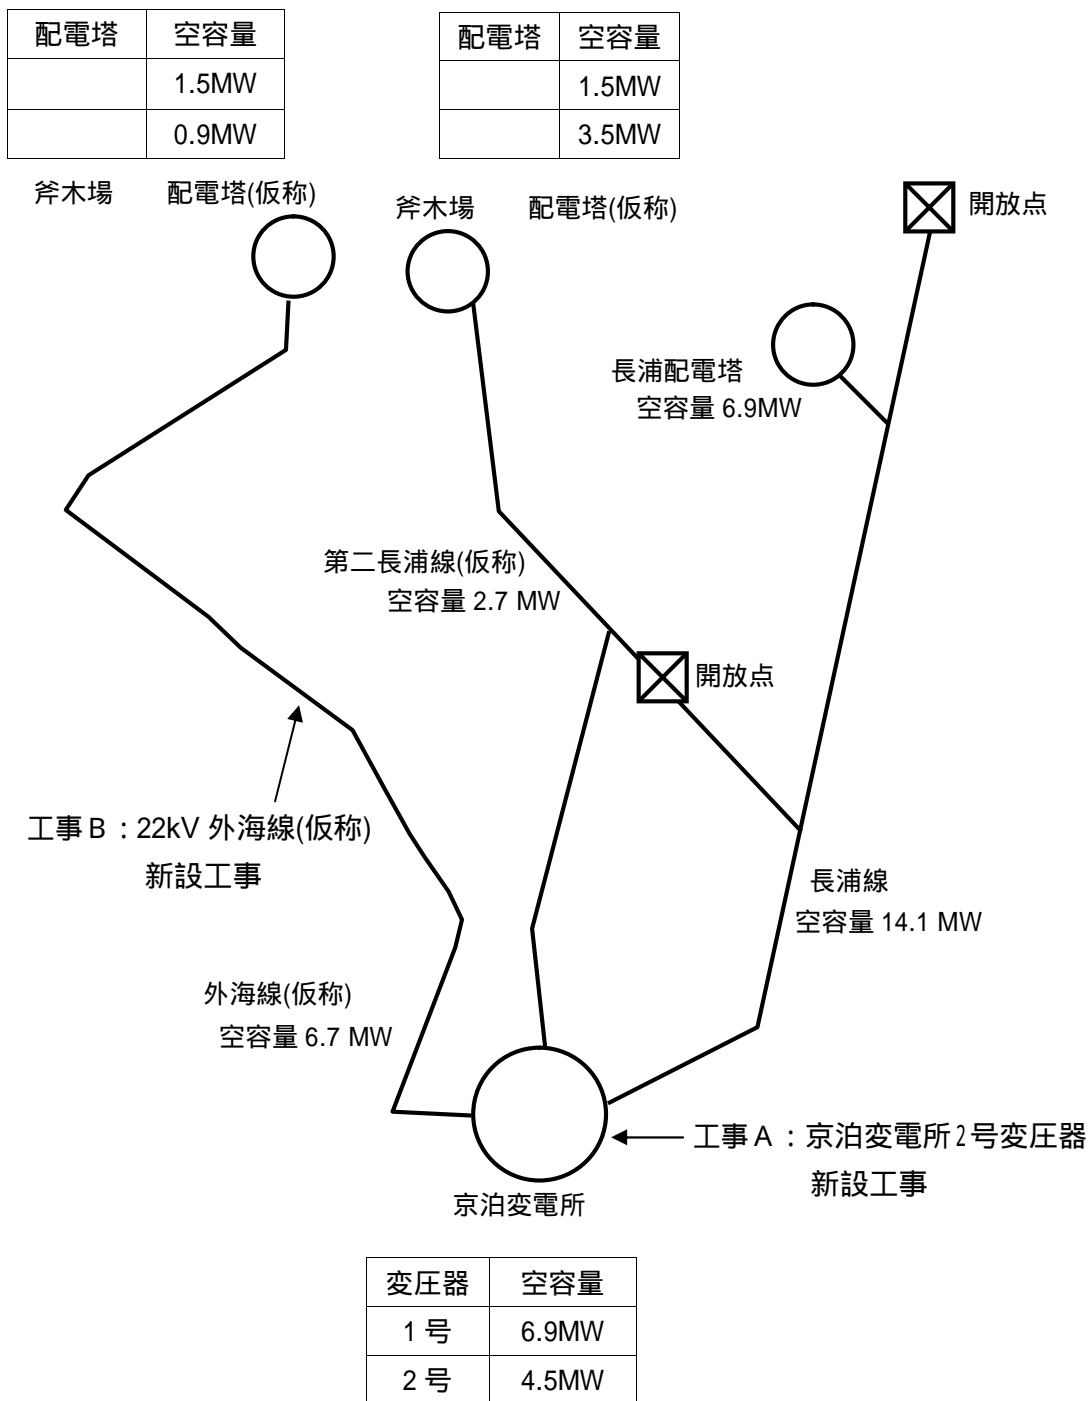 配電塔 空容量
1.5MW
0.9MW
配電塔 空容量
1.5MW
3.5MW
斧木場 配電塔(仮称)
斧木場 配電塔(仮称)
開放点
長浦配電塔
空容量 6.9MW
第二長浦線(仮称)
空容量 2.7 MW
開放点
工事B:22kV 外海線(仮称)
新設工事
長浦線
空容量 14.1 MW
外海線(仮称)
空容量 6.7 MW
工事A:京泊変電所2号変圧器
新設工事
京泊変電所
変圧器 空容量
1号 6.9MW
2号 4.5MW